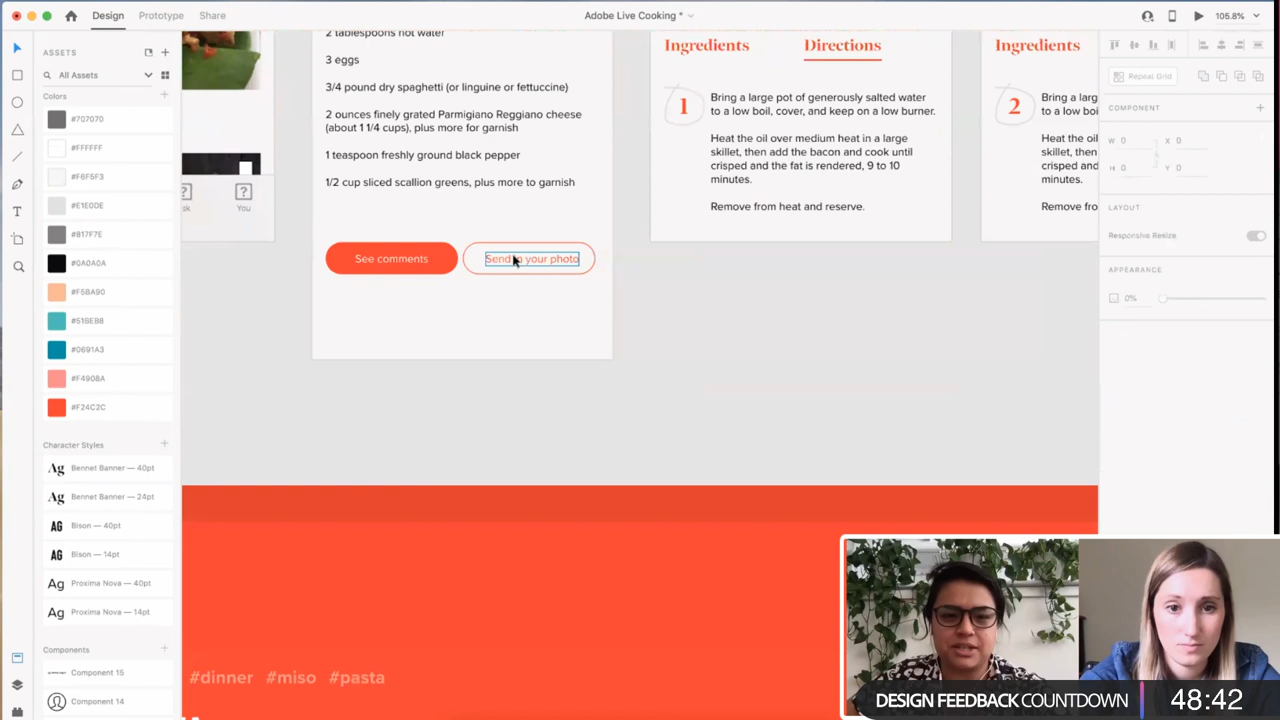 Design Prototype Share
Adobe Live Cooking *
105.8%
ASSETS
All Assets
Colors
#707070
#FFFFFF
#F6F5F3
#E1E0DE
#817F7E
#0A0A0A
#F5BA90
#51BEB8
#0691A3
#F4908A
#F24C2C
Character Styles
Ag Bennet Banner — 40pt
Ag Bennet Banner — 24pt
AG Bison — 40pt
AG Bison — 14pt
Ag Proxima Nova — 40pt
Ag Proxima Nova — 14pt
Components
Component 15
Component 14
sk You
2 tablespoons hot water
3 eggs
3/4 pound dry spaghetti (or linguine or fettuccine)
2 ounces finely grated Parmigiano Reggiano cheese
(about 1 1/4 cups), plus more for garnish
1 teaspoon freshly ground black pepper
1/2 cup sliced scallion greens, plus more to garnish
See comments
Send in your photo
Ingredients Directions
1
Bring a large pot of generously salted water
to a low boil, cover, and keep on a low burner.
Heat the oil over medium heat in a large
skillet, then add the bacon and cook until
crisped and the fat is rendered, 9 to 10
minutes.
Remove from heat and reserve.
Ingredients
2
Bring a la
to a low boi
Heat the oi
skillet, then
crisped and
minutes.
Remove fro
#dinner #miso #pasta
Repeat Grid
COMPONENT
W 0 X 0
H 0 Y 0
LAYOUT
Responsive Resize
APPEARANCE
0%
DESIGN FEEDBACK COUNTDOWN 48:42